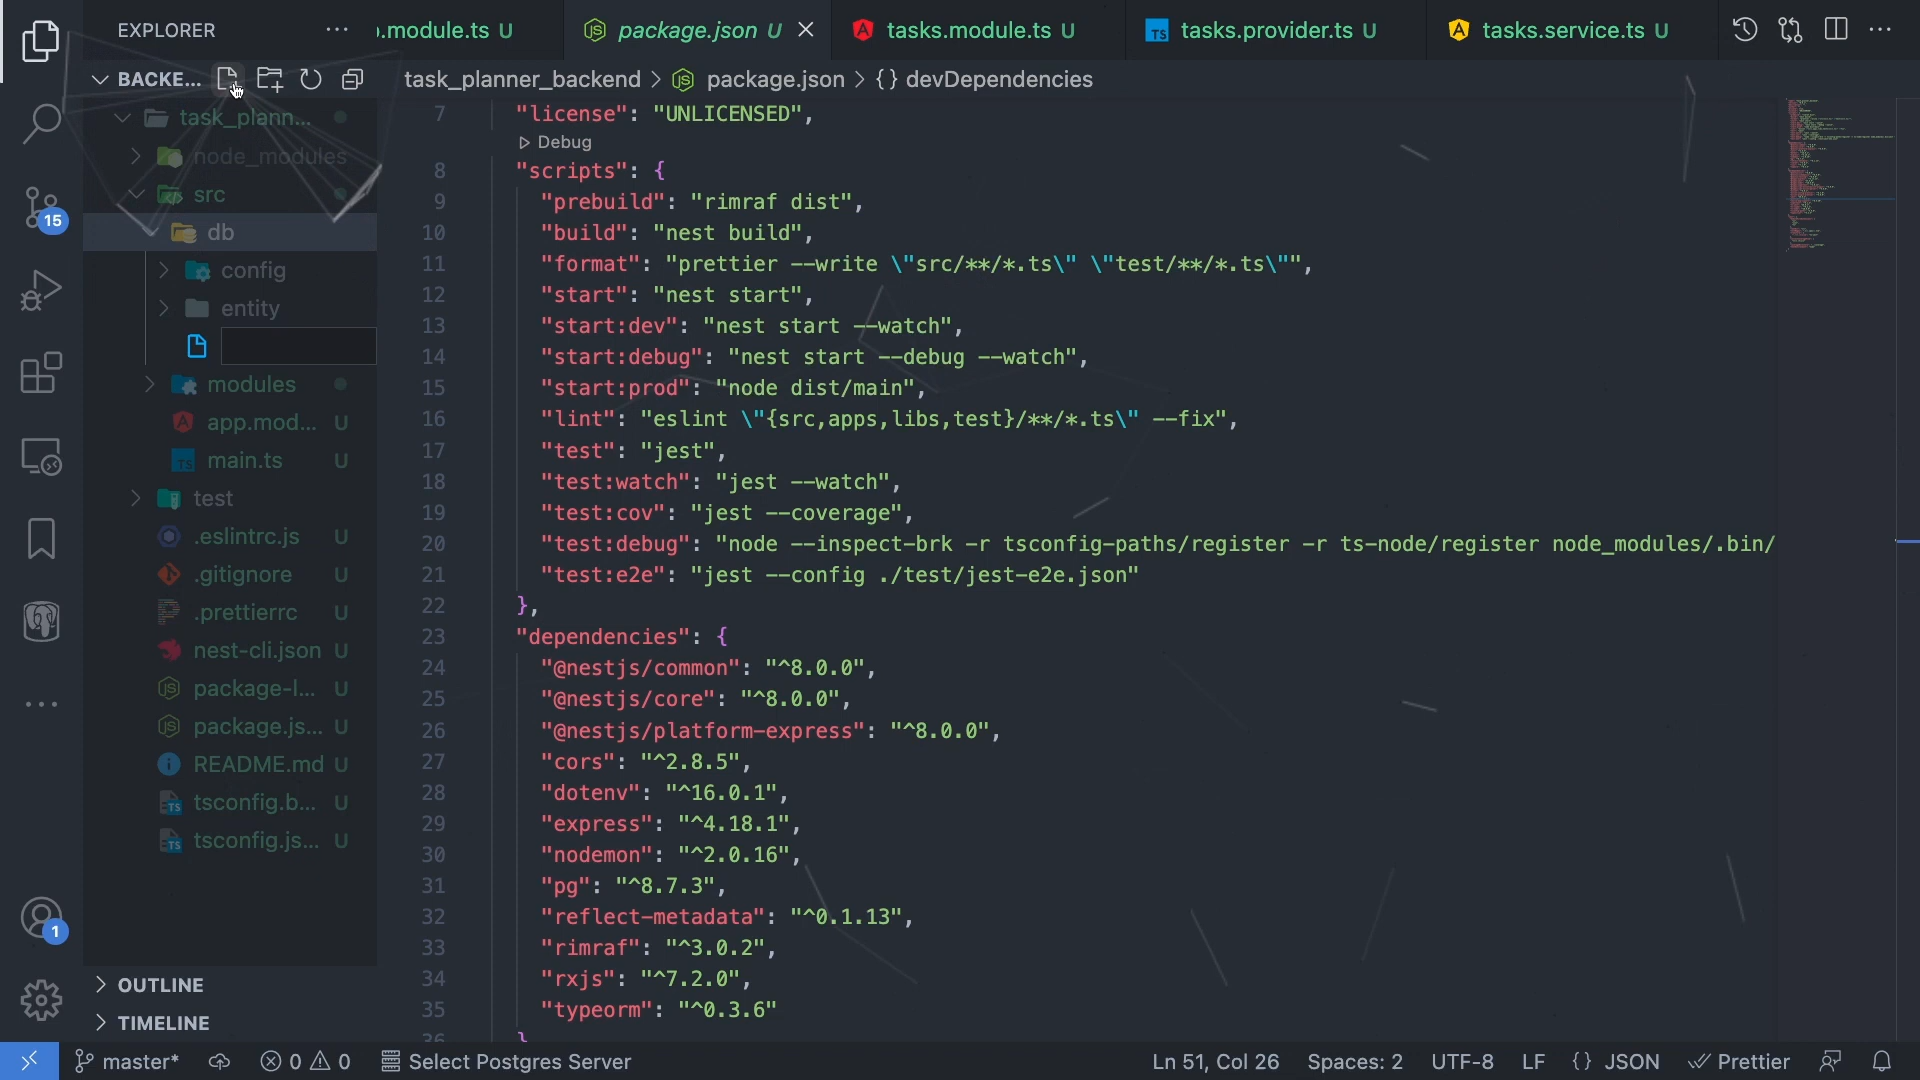 EXPLORER
.module.ts U
package.json U
tasks.module.ts U
TS tasks.provider.ts U
tasks.service.ts U
BACKE...
task_planner_backend > package.json > {} devDependencies
task_plann...
node_modules
src
15
db
config
entity
modules
app.mod... U
TS main.ts U
test
.eslintrc.js U
.gitignore U
.prettierrc U
nest-cli.json U
package-l... U
package.js... U
README.md U
TS tsconfig.b... U
TS tsconfig.js... U
1
OUTLINE
TIMELINE
7 "license": "UNLICENSED",
Debug
8 "scripts": {
9 "prebuild": "rimraf dist",
10 "build": "nest build",
11 "format": "prettier --write \"src/**/*.ts\" \"test/**/*.ts\"",
12 "start": "nest start",
13 "start:dev": "nest start --watch",
14 "start:debug": "nest start --debug --watch",
15 "start:prod": "node dist/main",
16 "lint": "eslint \"{src,apps,libs,test}/**/*.ts\" --fix",
17 "test": "jest",
18 "test:watch": "jest --watch",
19 "test:cov": "jest --coverage",
20 "test:debug": "node --inspect-brk -r tsconfig-paths/register -r ts-node/register node_modules/.bin/
21 "test:e2e": "jest --config ./test/jest-e2e.json"
22 },
23 "dependencies": {
24 "@nestjs/common": "^8.0.0",
25 "@nestjs/core": "^8.0.0",
26 "@nestjs/platform-express": "^8.0.0",
27 "cors": "^2.8.5",
28 "dotenv": "^16.0.1",
29 "express": "^4.18.1",
30 "nodemon": "^2.0.16",
31 "pg": "^8.7.3",
32 "reflect-metadata": "^0.1.13",
33 "rimraf": "^3.0.2",
34 "rxjs": "^7.2.0",
35 "typeorm": "^0.3.6"
36 }
master* 0 0 Select Postgres Server Ln 51, Col 26 Spaces: 2 UTF-8 LF {} JSON Prettier